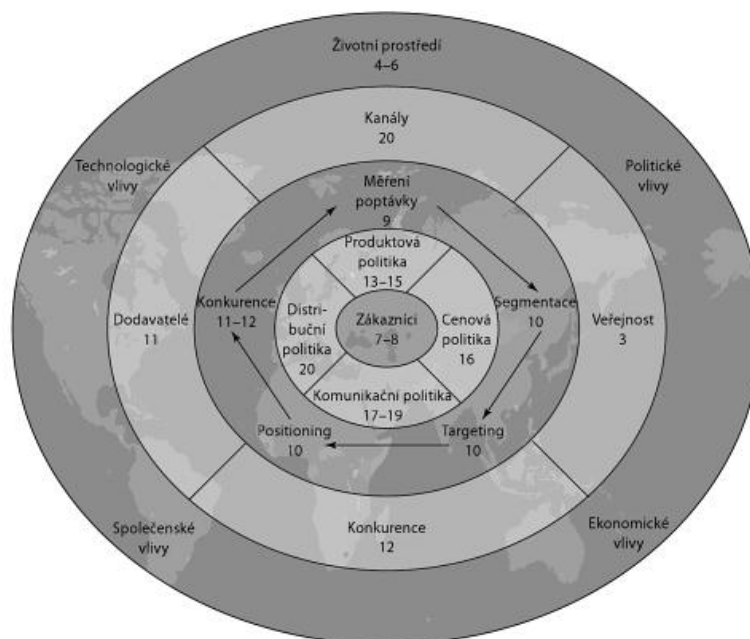 Životní prostředí
4–6
Kanály
20
Technologické
vlivy
Politické
vlivy
Měření
poptávky
9
Produktová
politika
13–15
Konkurence
11–12
Segmentace
10
Dodavatelé
11
Distri-
buční
politika
20
Zákazníci
7–8
Cenová
politika
16
Veřejnost
3
Komunikační politika
17–19
Positioning
10
Targeting
10
Společenské
vlivy
Konkurence
12
Ekonomické
vlivy